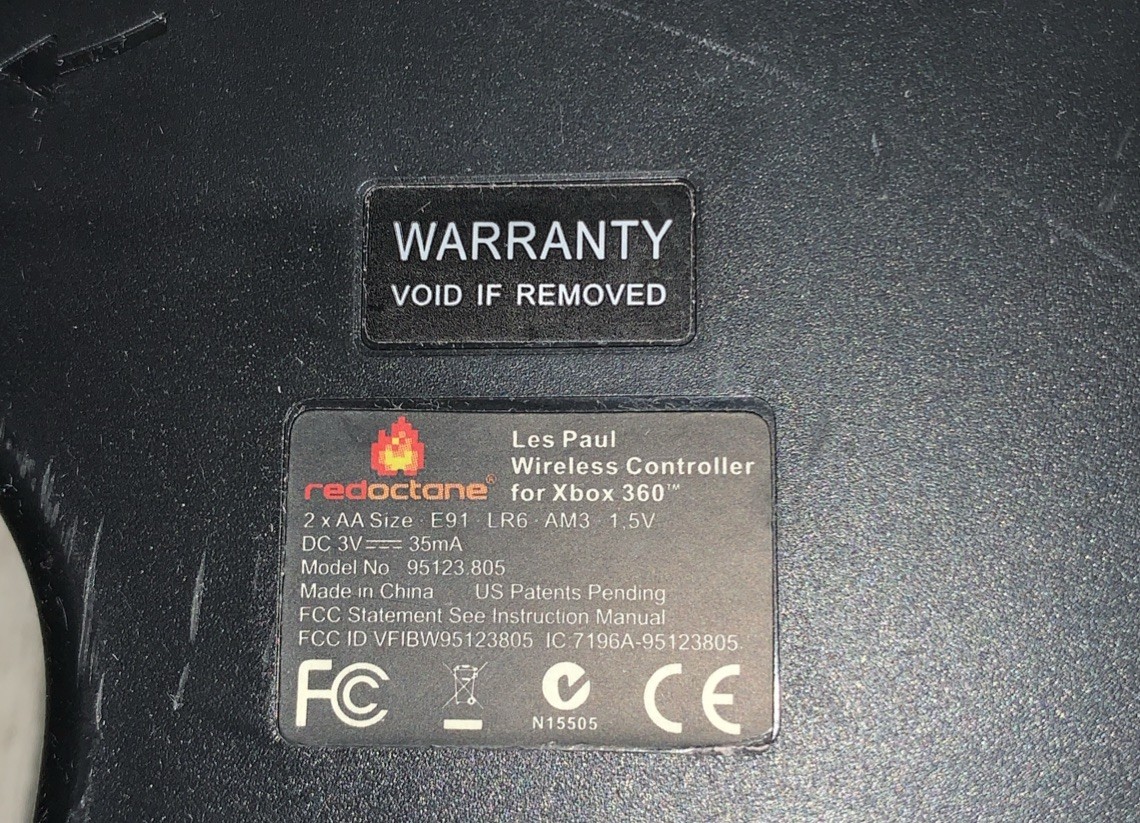 WARRANTY
VOID IF REMOVED
redoctane®
Les Paul
Wireless Controller
for Xbox 360™
2 x AA Size · E91 · LR6 · AM3 · 1.5V
DC 3V⎓ 35mA
Model No 95123.805
Made in China US Patents Pending
FCC Statement See Instruction Manual
FCC ID VFIBW95123805 IC 7196A-95123805.
FC N15505 CE